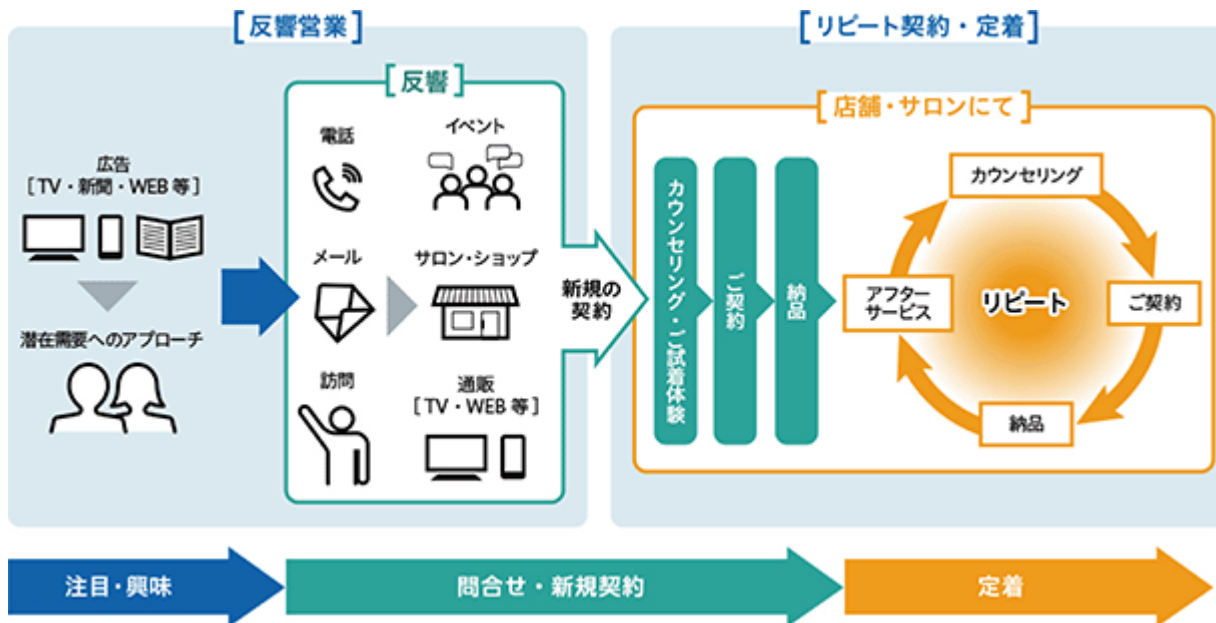 [反響営業]
広告
[TV・新聞・WEB 等]
潜在需要へのアプローチ
[反響]
電話
イベント
メール
サロン・ショップ
訪問
通販
[TV・WEB 等]
新規の
契約
[リピート契約・定着]
[店舗・サロンにて]
カウンセリング・ご試着体験
ご契約
納品
カウンセリング
ご契約
納品
アフター
サービス
リピート
注目・興味
問合せ・新規契約
定着